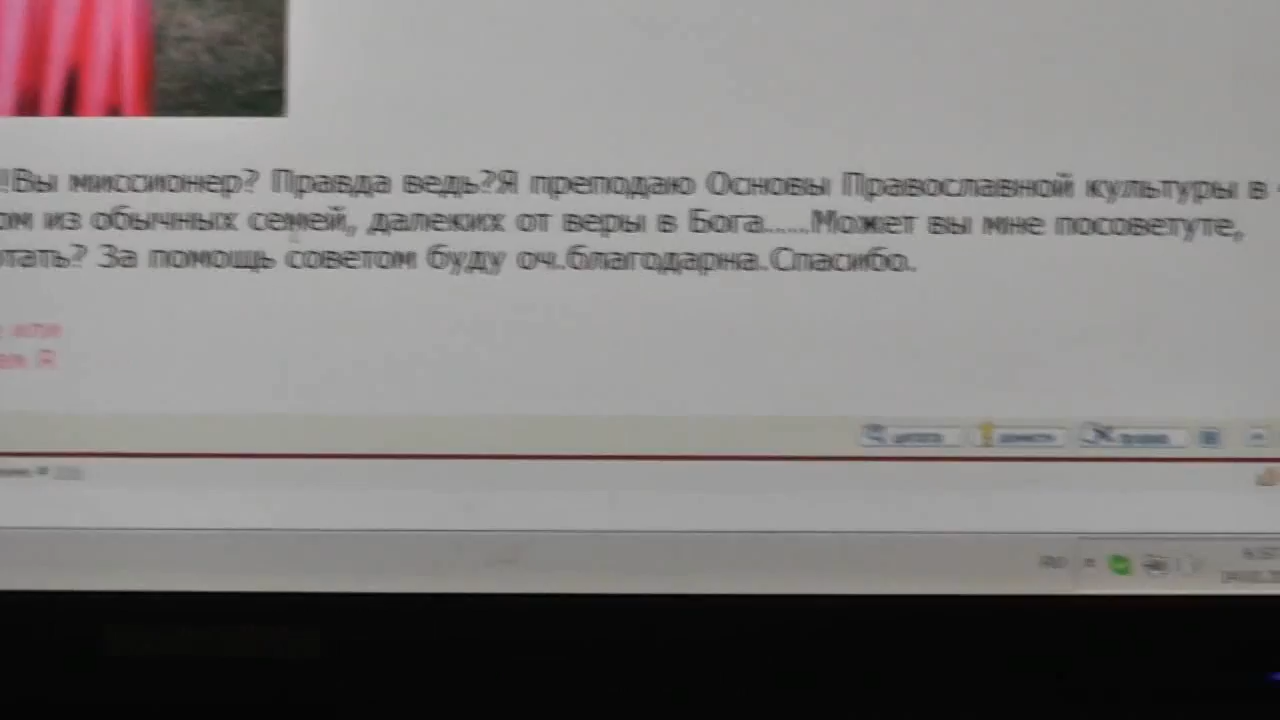 !Вы миссионер? Правда ведь?Я преподаю Основы Православной культуры в
ом из обычных семей, далеких от веры в Бога.....Может вы мне посоветуте,
тать? За помощь советом буду оч.благодарна.Спасибо.
Я
цитата